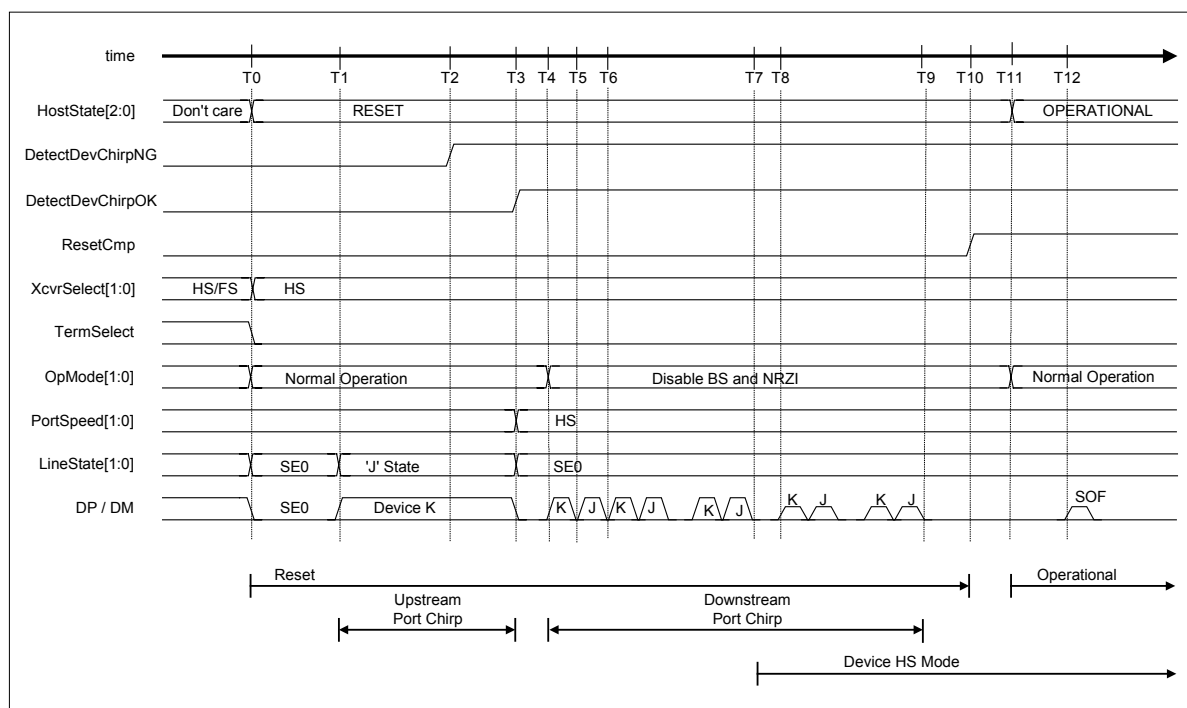 time
T0 T1 T2 T3 T4 T5 T6 T7 T8 T9 T10 T11 T12
HostState[2:0] Don't care RESET OPERATIONAL
DetectDevChirpNG
DetectDevChirpOK
ResetCmp
XcvrSelect[1:0] HS/FS HS
TermSelect
OpMode[1:0] Normal Operation Disable BS and NRZI Normal Operation
PortSpeed[1:0] HS
LineState[1:0] SE0 'J' State SE0
DP / DM SE0 Device K K J K J K J K J K J SOF
Reset Operational
Upstream Downstream
Port Chirp Port Chirp
Device HS Mode